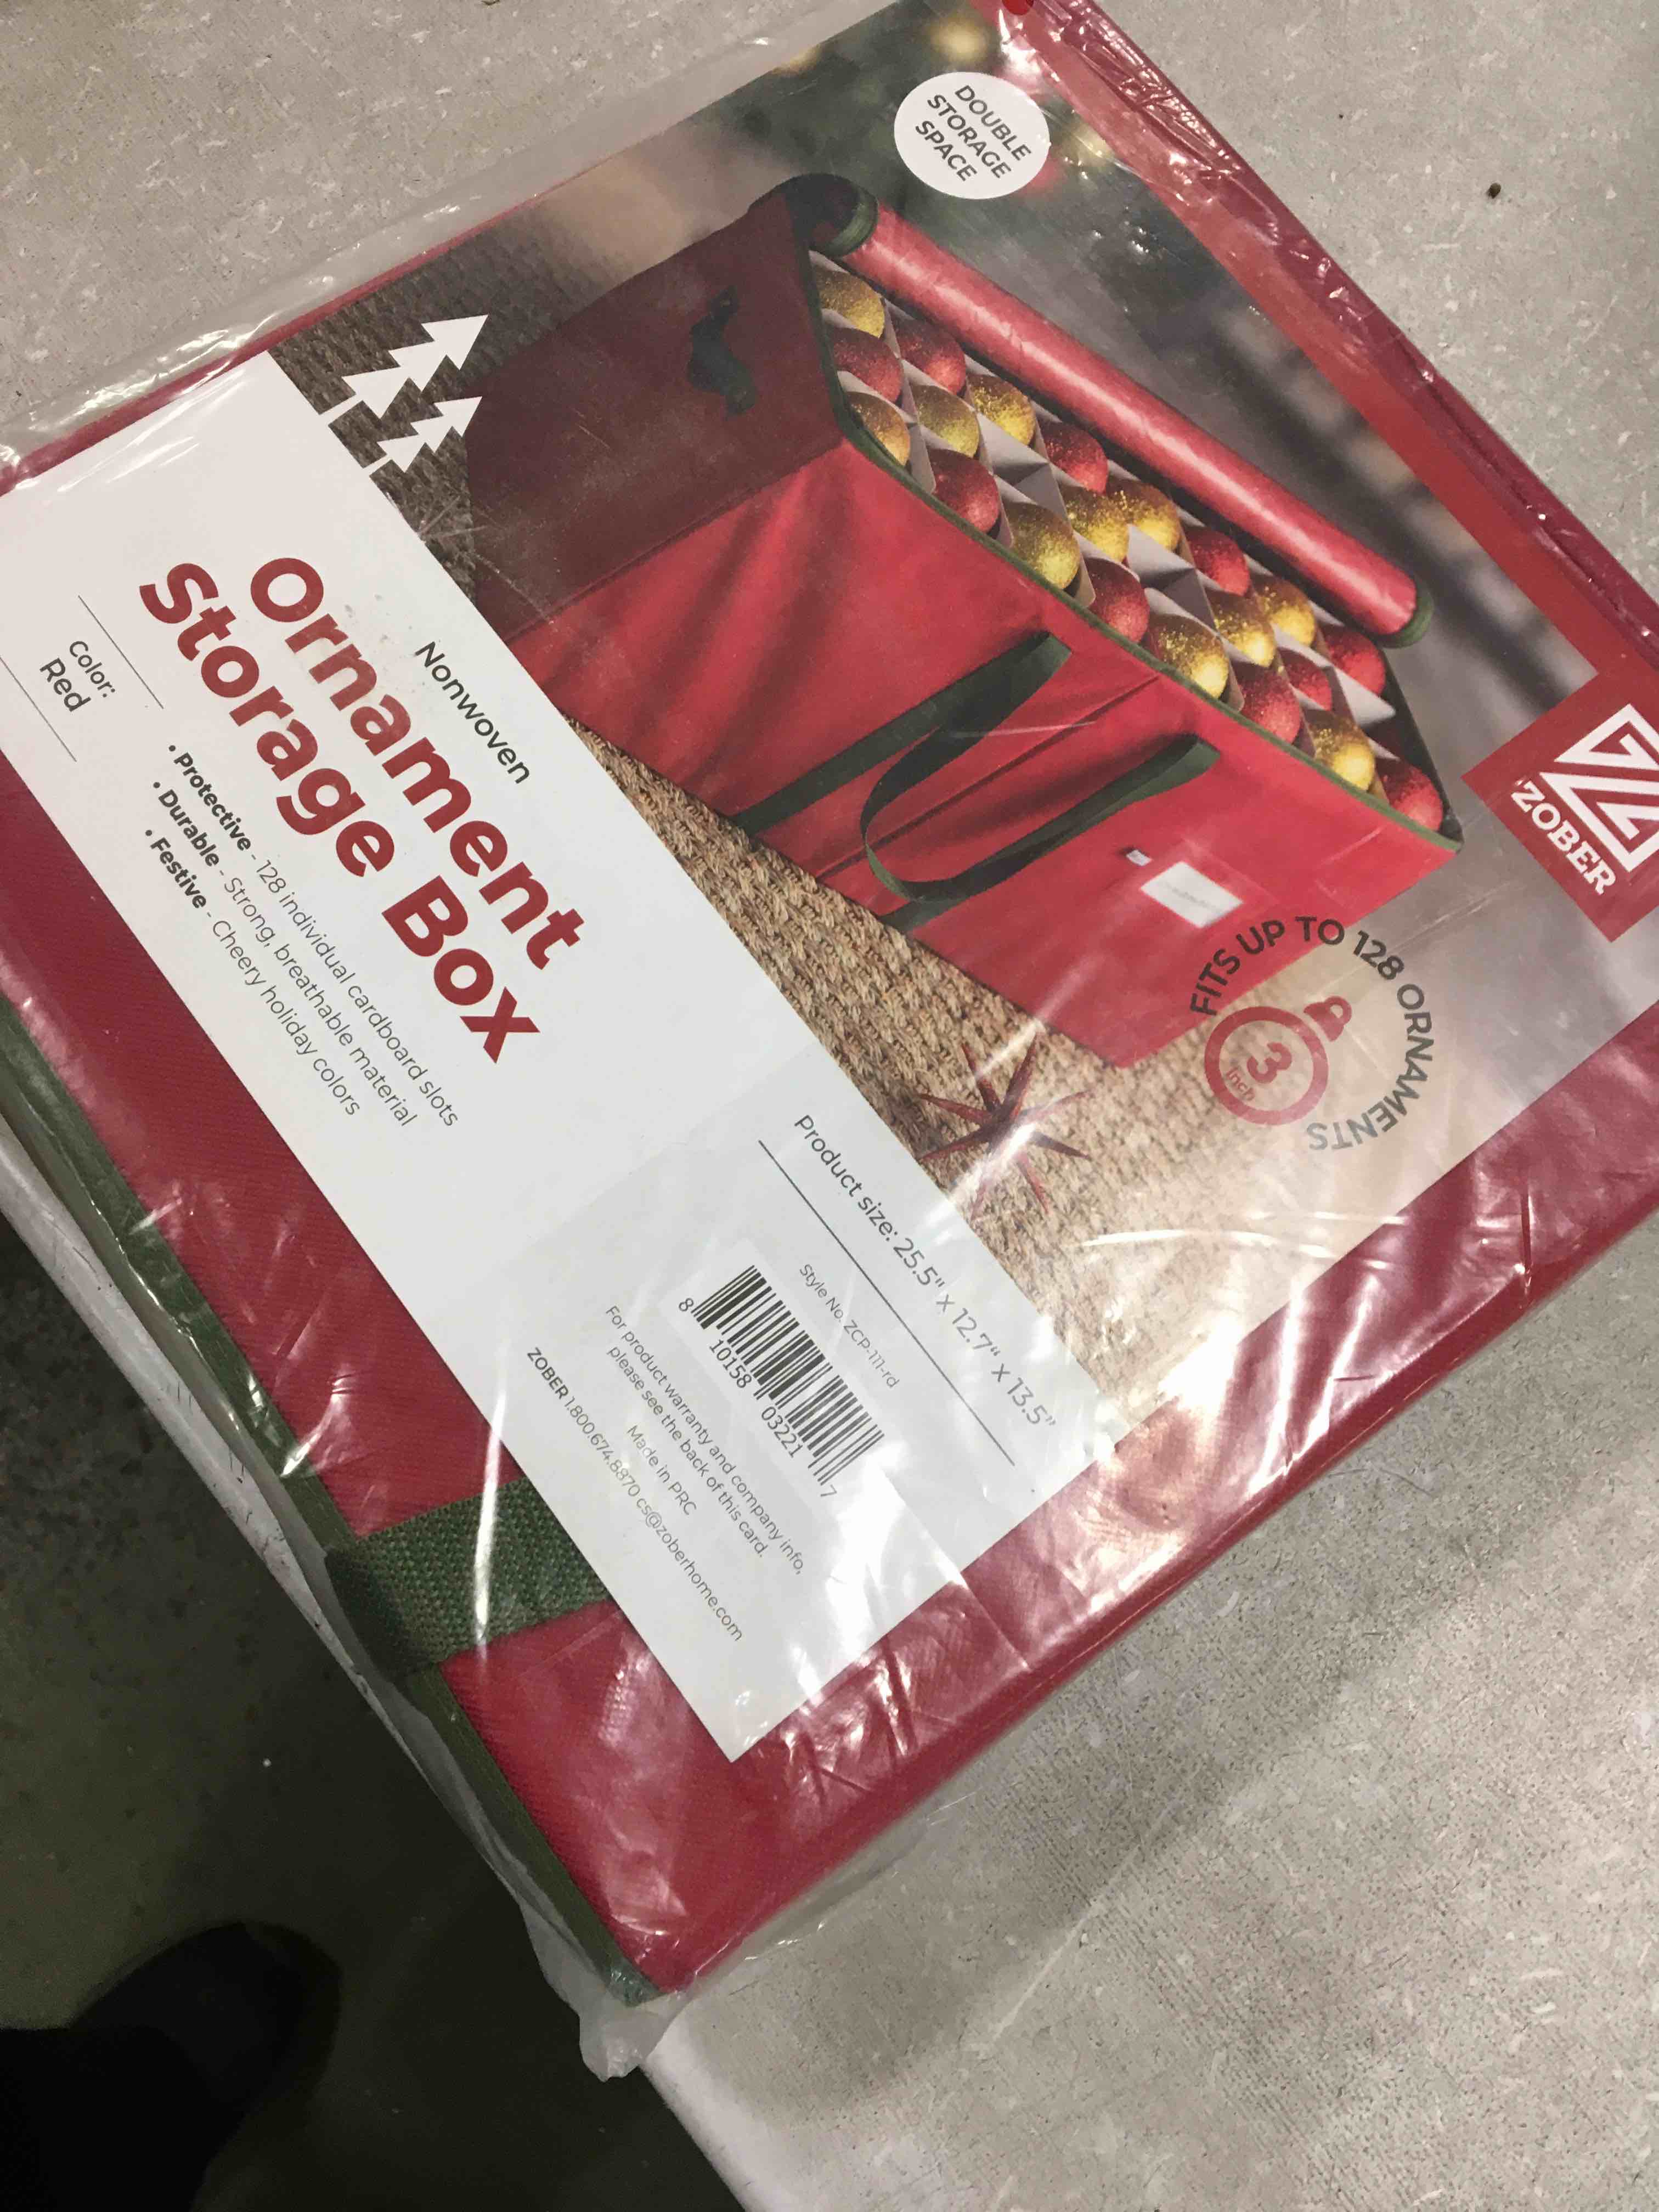 DOUBLE
STORAGE
SPACE
ZOBER
Nonwoven
Ornament
Storage Box
Color:
Red
• Protective - 128 individual cardboard slots
• Durable - Strong, breathable material
• Festive - Cheery holiday colors
FITS UP TO 128 ORNAMENTS
3
inch
Product size: 25.5" x 12.7" x 13.5"
Style No. ZCP-111-rd
8 10158 03221 7
For product warranty and company info,
please see the back of this card.
Made in PRC
ZOBER 1.800.674.8870 cs@zoberhome.com